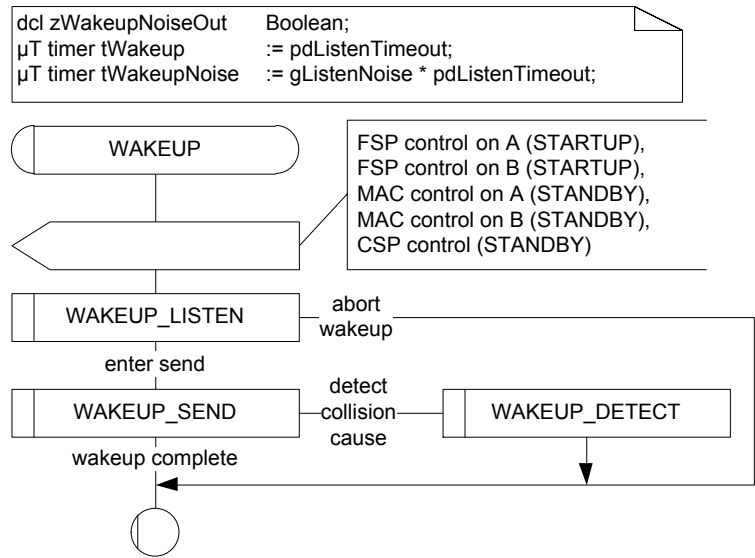 dcl zWakeupNoiseOut Boolean;
µT timer tWakeup := pdListenTimeout;
µT timer tWakeupNoise := gListenNoise * pdListenTimeout;
WAKEUP
FSP control on A (STARTUP),
FSP control on B (STARTUP),
MAC control on A (STANDBY),
MAC control on B (STANDBY),
CSP control (STANDBY)
WAKEUP_LISTEN
abort
wakeup
enter send
WAKEUP_SEND
detect
collision
cause
WAKEUP_DETECT
wakeup complete